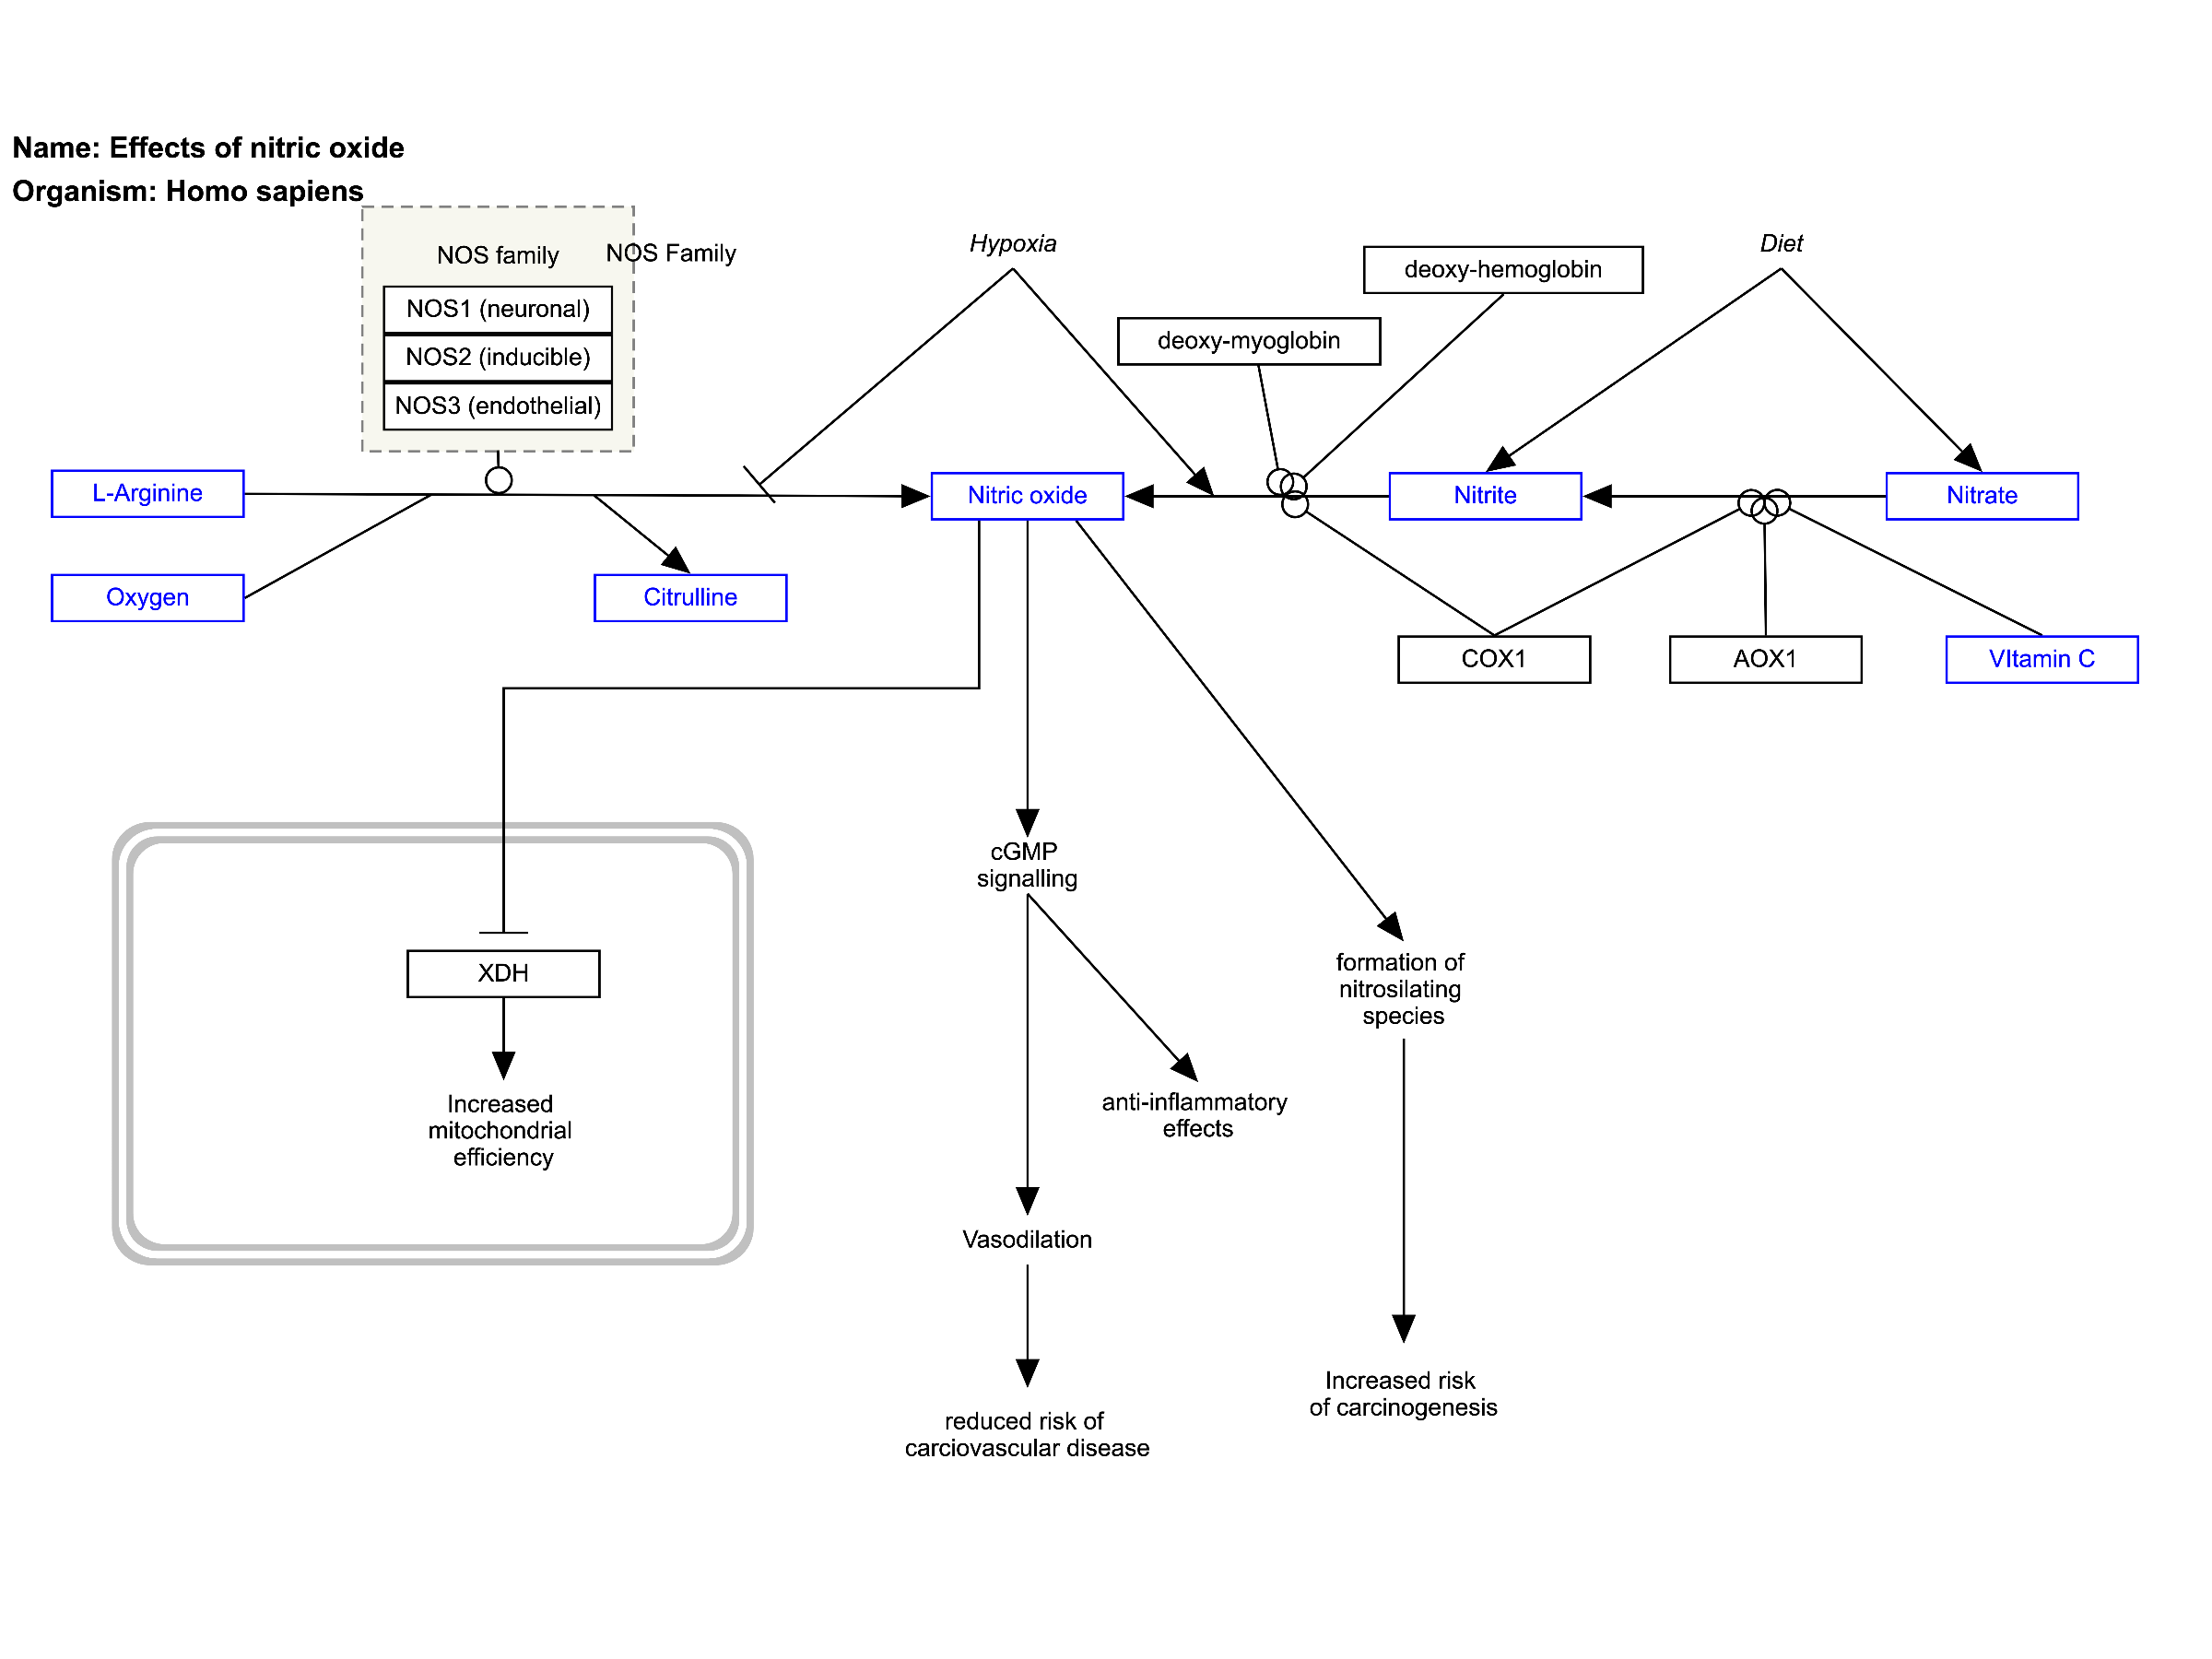 Name: Effects of nitric oxide
Organism: Homo sapiens
NOS family
NOS Family
NOS1 (neuronal)
NOS2 (inducible)
NOS3 (endothelial)
Hypoxia
deoxy-myoglobin
deoxy-hemoglobin
Diet
L-Arginine
Nitric oxide
Nitrite
Nitrate
Oxygen
Citrulline
COX1
AOX1
VItamin C
cGMP
signalling
XDH
formation of
nitrosilating
species
Increased
mitochondrial
efficiency
anti-inflammatory
effects
Vasodilation
Increased risk
of carcinogenesis
reduced risk of
carciovascular disease